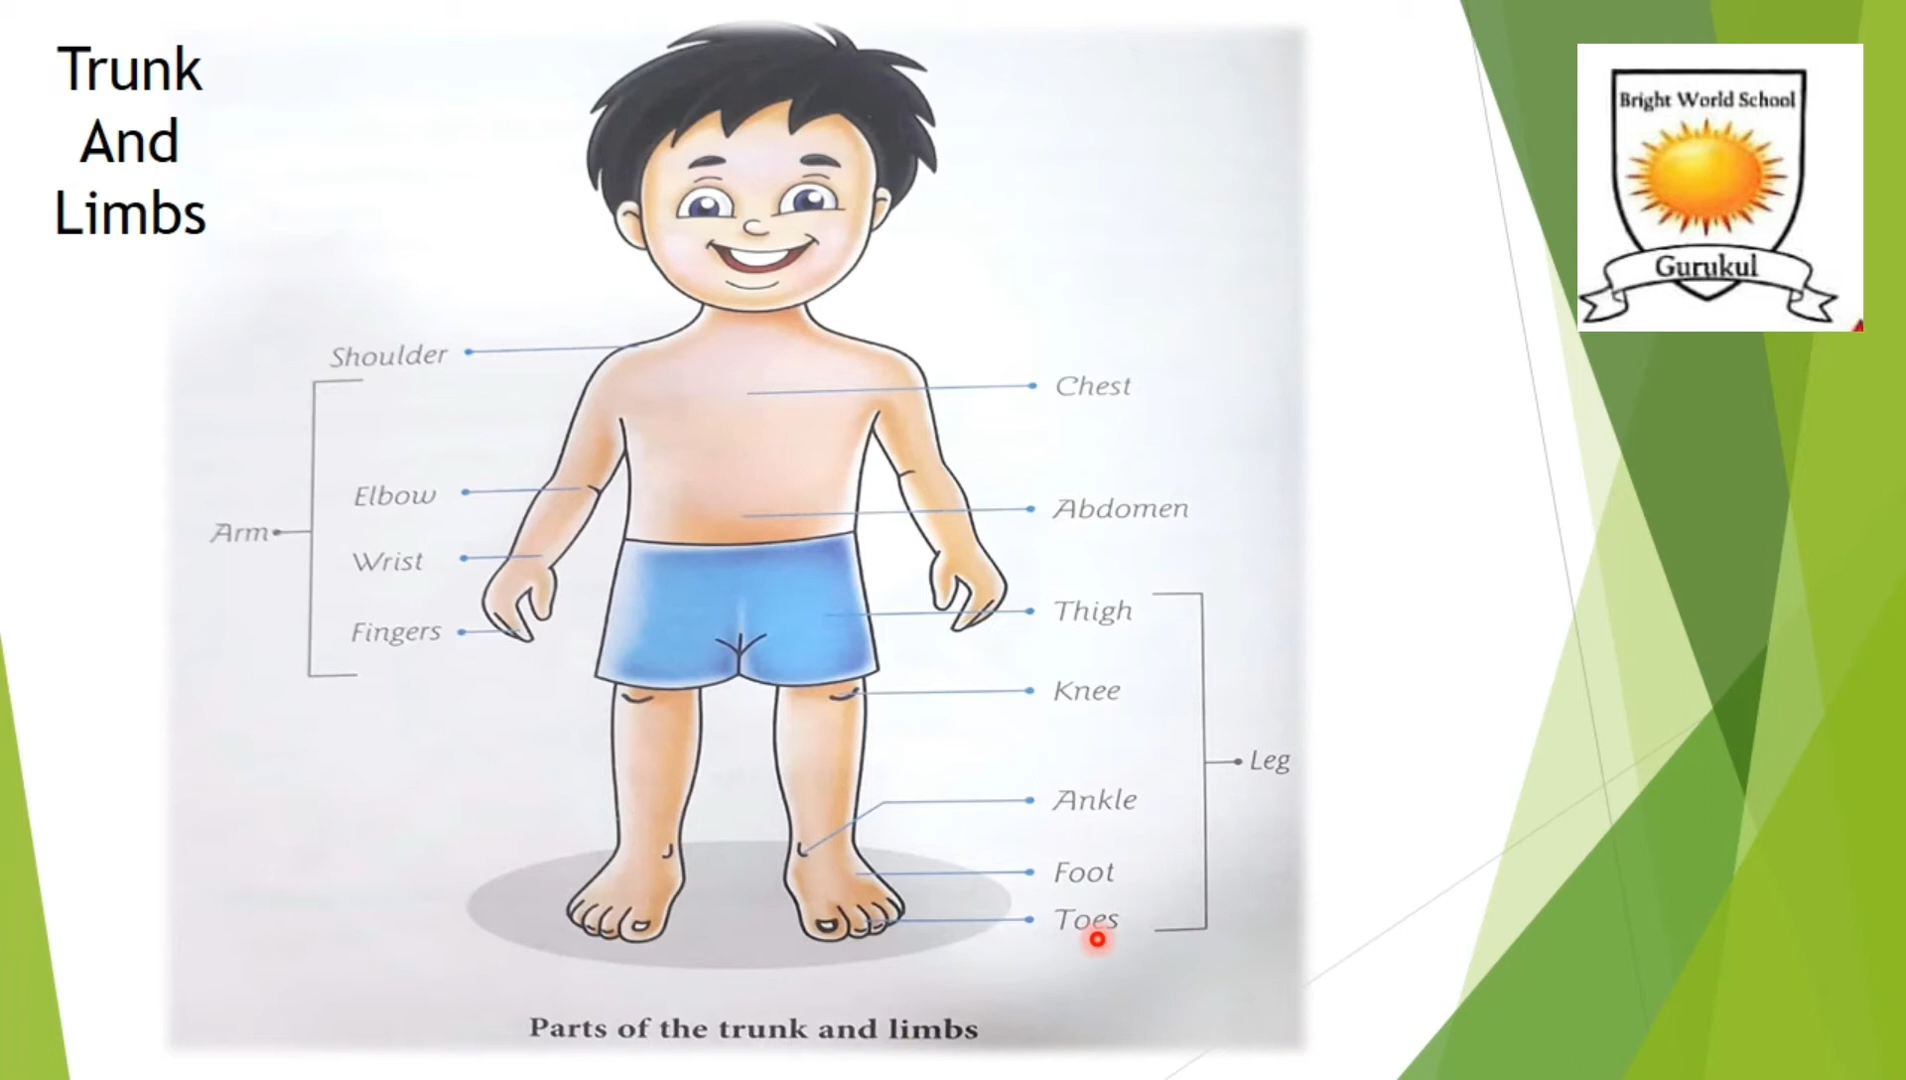 Trunk
And
Limbs
Bright World School
Gurukul
Shoulder
Chest
Elbow
Abdomen
Arm
Wrist
Thigh
Fingers
Knee
Leg
Ankle
Foot
Toes
Parts of the trunk and limbs